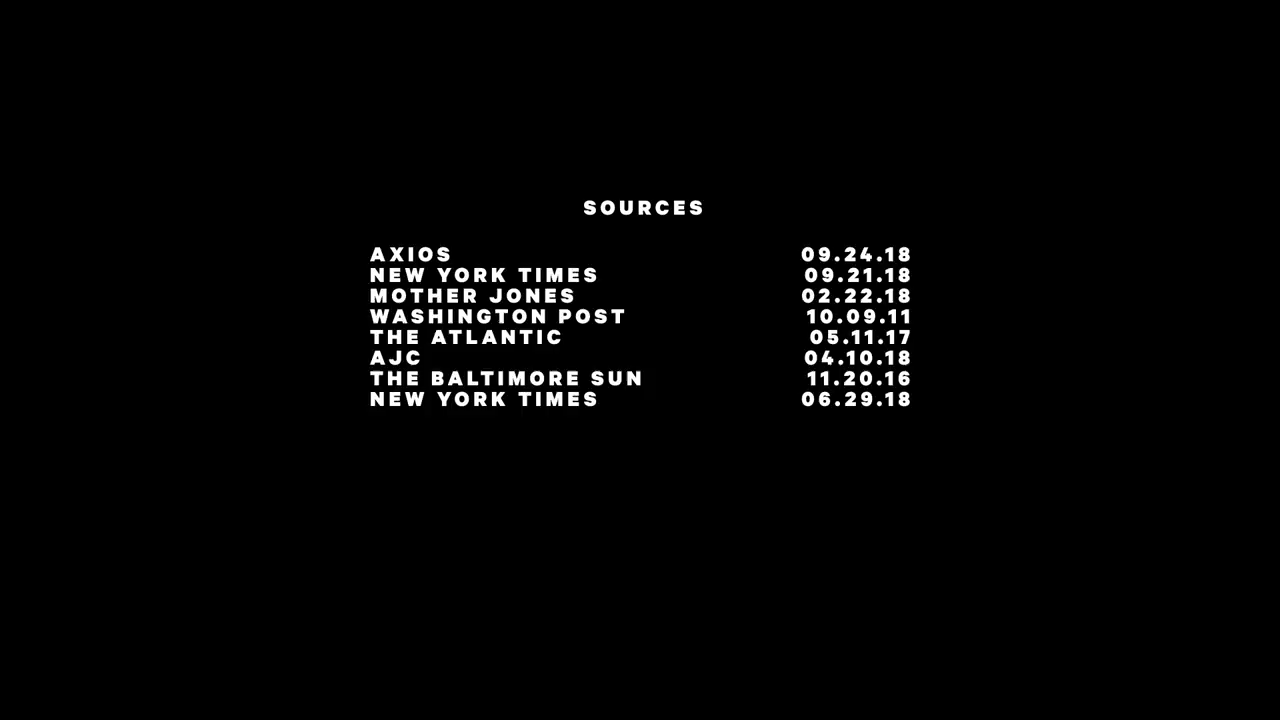 SOURCES
AXIOS 09.24.18
NEW YORK TIMES 09.21.18
MOTHER JONES 02.22.18
WASHINGTON POST 10.09.11
THE ATLANTIC 05.11.17
AJC 04.10.18
THE BALTIMORE SUN 11.20.16
NEW YORK TIMES 06.29.18